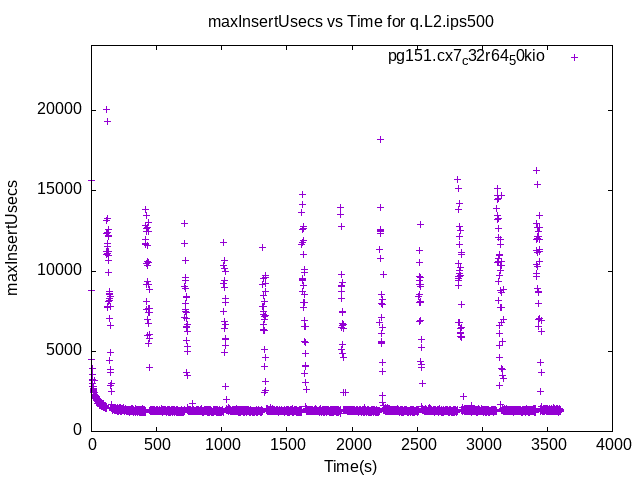 maxInsertUsecs vs Time for q.L2.ips500
pg151.cx7c32r6450kio
maxInsertUsecs
20000
15000
10000
5000
0
0 500 1000 1500 2000 2500 3000 3500 4000
Time(s)